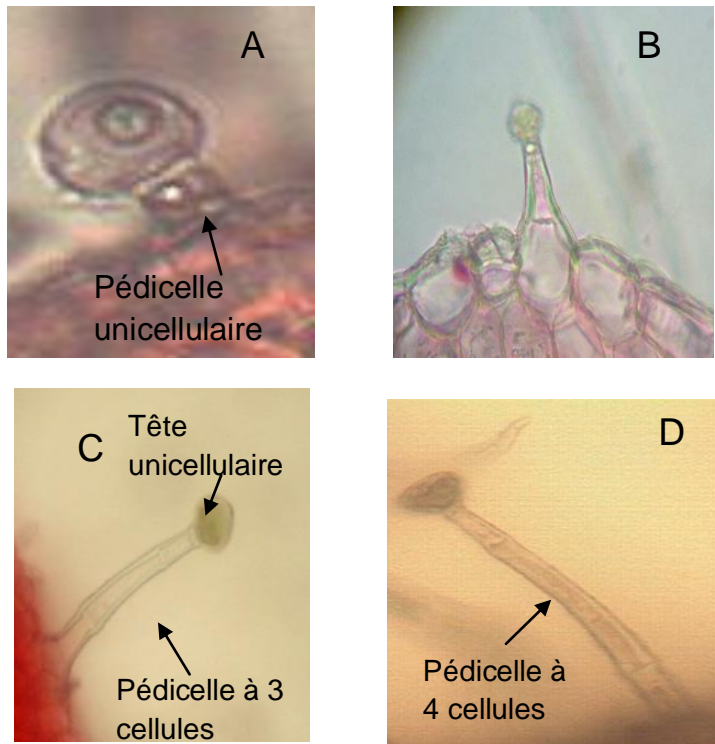 A
Pédicelle
unicellulaire
B
C
Tête
unicellulaire
Pédicelle à 3
cellules
D
Pédicelle à
4 cellules